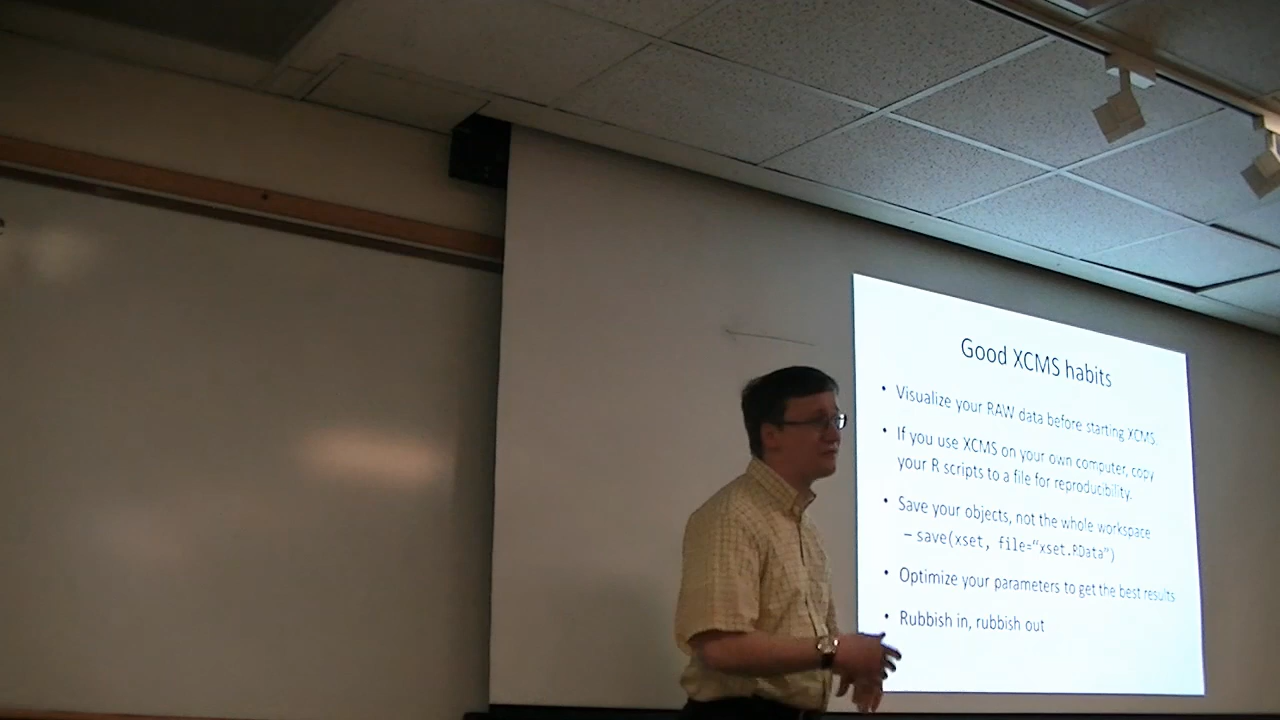 Good XCMS habits
• Visualize your RAW data before starting XCMS.
• If you use XCMS on your own computer, copy
your R scripts to a file for reproducibility.
• Save your objects, not the whole workspace
– save(xset, file="xset.RData")
• Optimize your parameters to get the best results
• Rubbish in, rubbish out